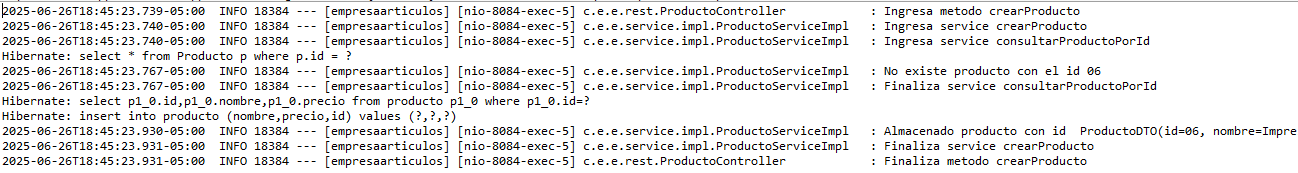 2025-06-26T18:45:23.739-05:00  INFO 18384 --- [empresaarticulos] [nio-8084-exec-5] c.e.e.rest.ProductoController            : Ingresa metodo crearProducto
2025-06-26T18:45:23.740-05:00  INFO 18384 --- [empresaarticulos] [nio-8084-exec-5] c.e.e.service.impl.ProductoServiceImpl   : Ingresa service crearProducto
2025-06-26T18:45:23.740-05:00  INFO 18384 --- [empresaarticulos] [nio-8084-exec-5] c.e.e.service.impl.ProductoServiceImpl   : Ingresa service consultarProductoPorId
Hibernate: select * from Producto p where p.id = ?
2025-06-26T18:45:23.767-05:00  INFO 18384 --- [empresaarticulos] [nio-8084-exec-5] c.e.e.service.impl.ProductoServiceImpl   : No existe producto con el id 06
2025-06-26T18:45:23.767-05:00  INFO 18384 --- [empresaarticulos] [nio-8084-exec-5] c.e.e.service.impl.ProductoServiceImpl   : Finaliza service consultarProductoPorId
Hibernate: select p1_0.id,p1_0.nombre,p1_0.precio from producto p1_0 where p1_0.id=?
Hibernate: insert into producto (nombre,precio,id) values (?,?,?)
2025-06-26T18:45:23.930-05:00  INFO 18384 --- [empresaarticulos] [nio-8084-exec-5] c.e.e.service.impl.ProductoServiceImpl   : Almacenado producto con id  ProductoDTO(id=06, nombre=Impre
2025-06-26T18:45:23.931-05:00  INFO 18384 --- [empresaarticulos] [nio-8084-exec-5] c.e.e.service.impl.ProductoServiceImpl   : Finaliza service crearProducto
2025-06-26T18:45:23.931-05:00  INFO 18384 --- [empresaarticulos] [nio-8084-exec-5] c.e.e.rest.ProductoController            : Finaliza metodo crearProducto